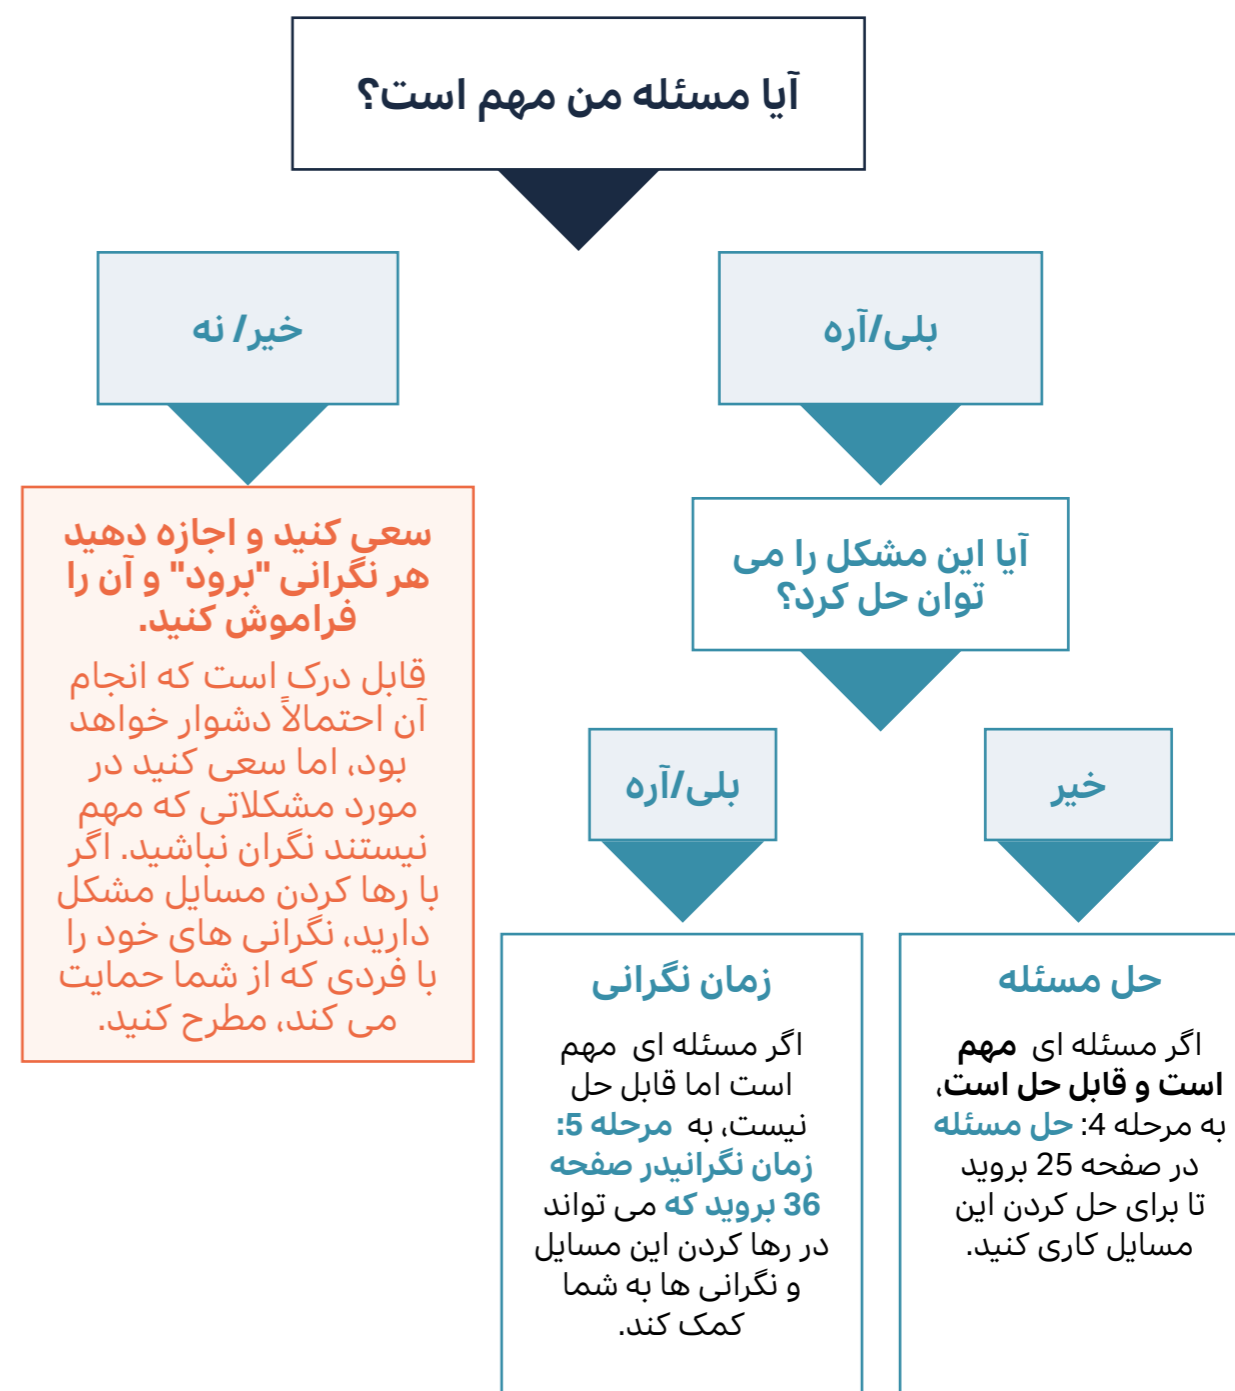 آیا مسئله من مهم است؟
بلی/آره
خیر/ نه
سعی کنید و اجازه دهید
هر نگرانی "برود" و آن را
فراموش کنید.
قابل درک است که انجام
آن احتمالاً دشوار خواهد
بود، اما سعی کنید در
مورد مشکلاتی که مهم
نیستند نگران نباشید. اگر
با رها کردن مسایل مشکل
دارید، نگرانی های خود را
با فردی که از شما حمایت
می کند، مطرح کنید.
آیا این مشکل را می
توان حل کرد؟
خیر
بلی/آره
حل مسئله
اگر مسئله ای مهم
است و قابل حل است،
به مرحله 4: حل مسئله
در صفحه 25 بروید
تا برای حل کردن این
مسایل کاری کنید.
زمان نگرانی
اگر مسئله ای مهم
است اما قابل حل
نیست، به مرحله 5:
زمان نگرانیدر صفحه
36 بروید که می تواند
در رها کردن این مسایل
و نگرانی ها به شما
کمک کند.